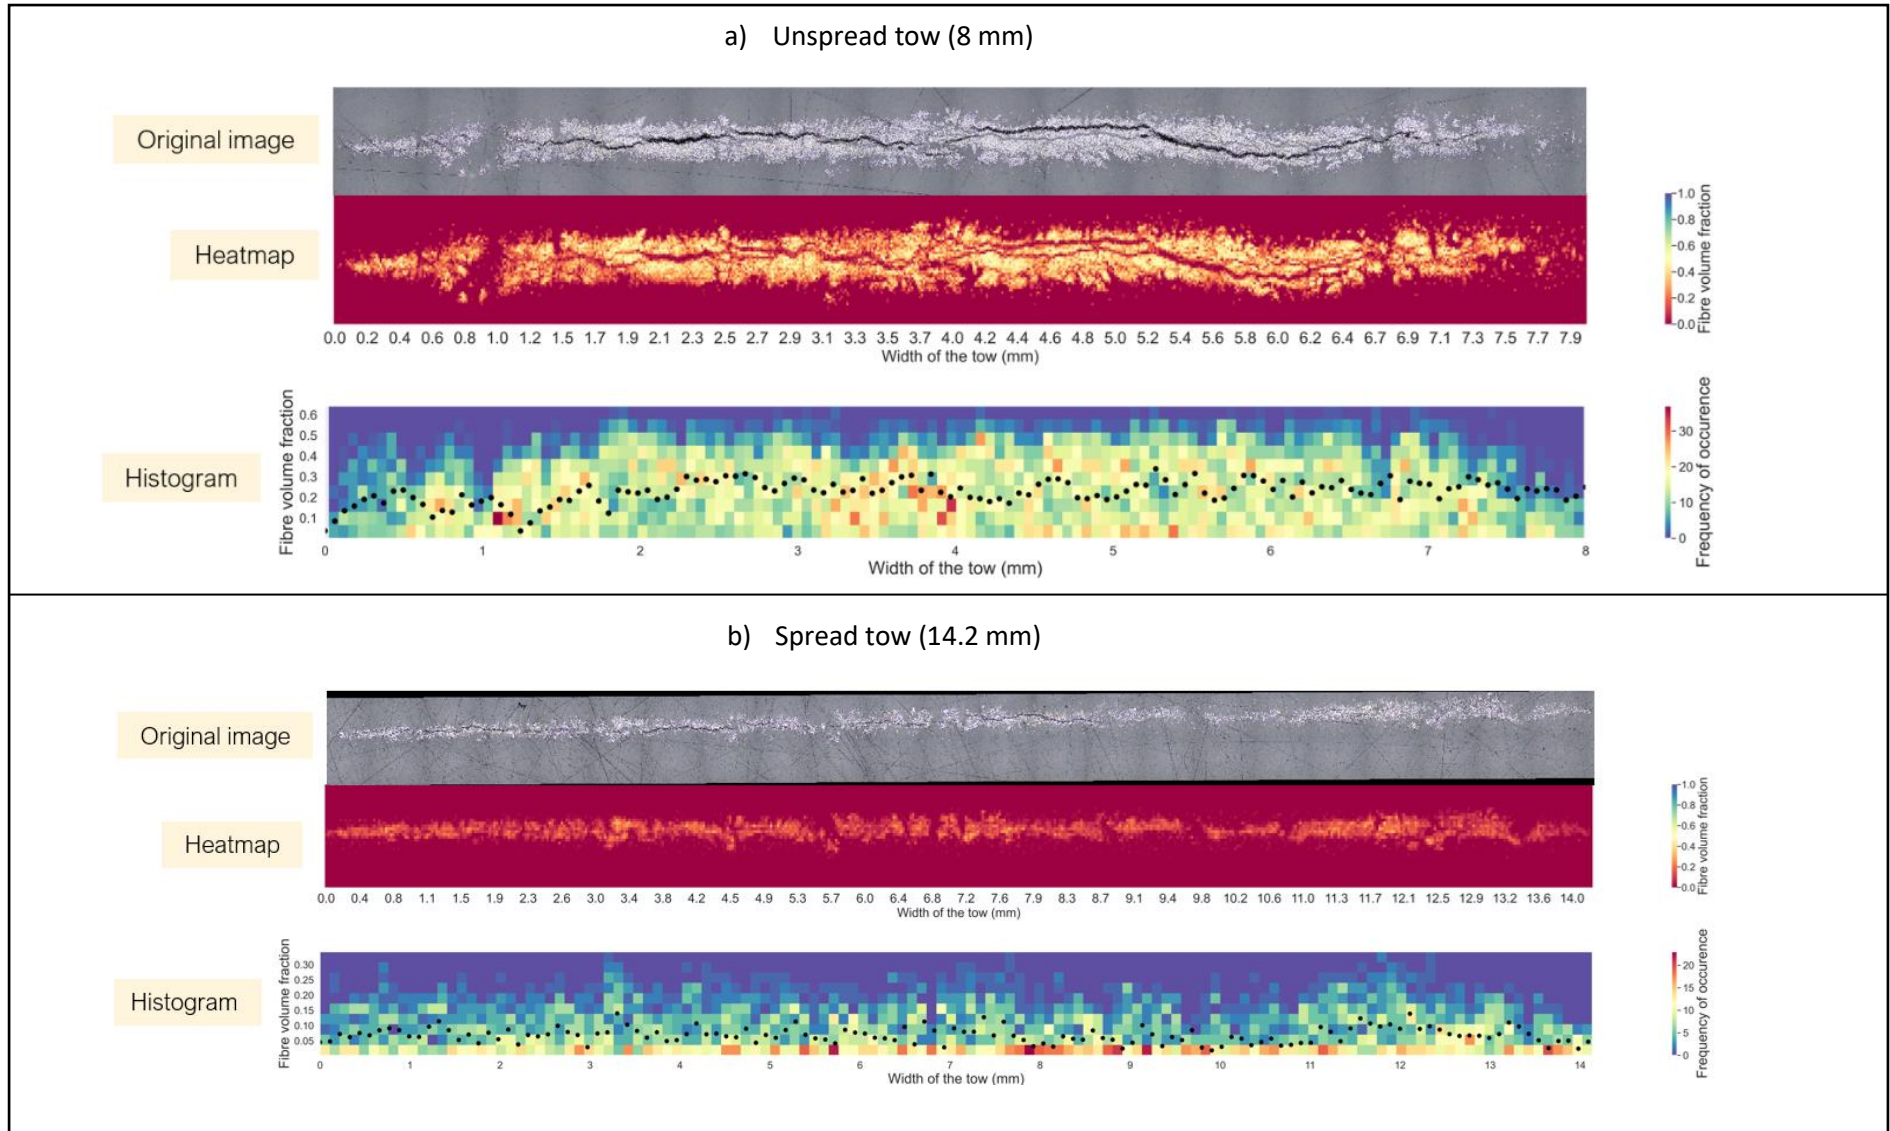 a) Unspread tow (8 mm)
Original image
Heatmap
1.0
0.8
0.6
0.4
0.2
0.0
Fibre volume fraction
0.0 0.2 0.4 0.6 0.8 1.0 1.2 1.5 1.7 1.9 2.1 2.3 2.5 2.7 2.9 3.1 3.3 3.5 3.7 4.0 4.2 4.4 4.6 4.8 5.0 5.2 5.4 5.6 5.8 6.0 6.2 6.4 6.7 6.9 7.1 7.3 7.5 7.7 7.9
Width of the tow (mm)
Histogram
Fibre volume fraction
0.6
0.5
0.4
0.3
0.2
0.1
0 1 2 3 4 5 6 7 8
Width of the tow (mm)
30
20
10
0
Frequency of occurence
b) Spread tow (14.2 mm)
Original image
Heatmap
1.0
0.8
0.6
0.4
0.2
0.0
Fibre volume fraction
0.0 0.4 0.8 1.1 1.5 1.9 2.3 2.6 3.0 3.4 3.8 4.2 4.5 4.9 5.3 5.7 6.0 6.4 6.8 7.2 7.6 7.9 8.3 8.7 9.1 9.4 9.8 10.2 10.6 11.0 11.3 11.7 12.1 12.5 12.9 13.2 13.6 14.0
Width of the tow (mm)
Histogram
Fibre volume fraction
0.30
0.25
0.20
0.15
0.10
0.05
0 1 2 3 4 5 6 7 8 9 10 11 12 13 14
Width of the tow (mm)
20
15
10
5
0
Frequency of occurence